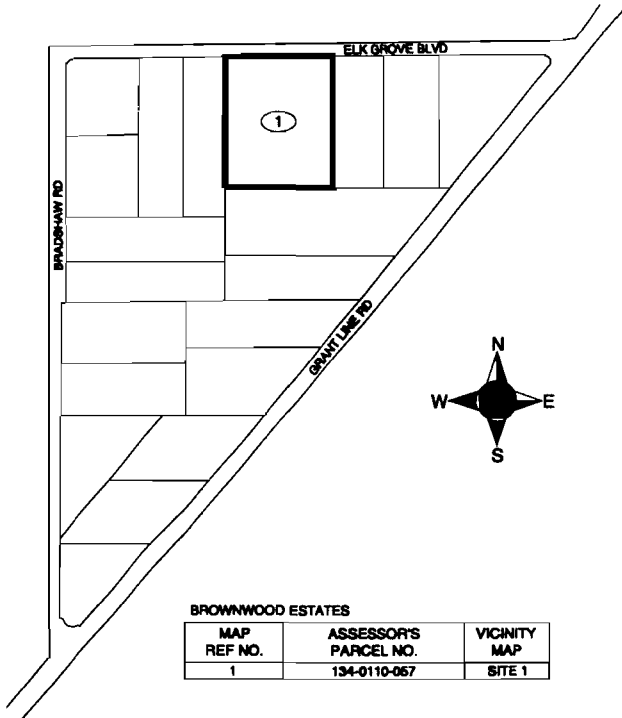 ELK GROVE BLVD
1
BRADSHAW RD
GRANT LINE RD
N
W E
S
BROWNWOOD ESTATES
MAP REF NO. ASSESSOR'S PARCEL NO. VICINITY MAP
1 134-0110-057 SITE 1